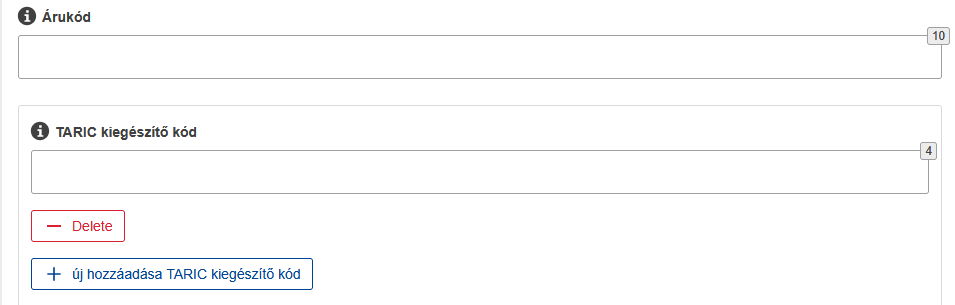 Árukód
10
TARIC kiegészítő kód
4
Delete
új hozzáadása TARIC kiegészítő kód